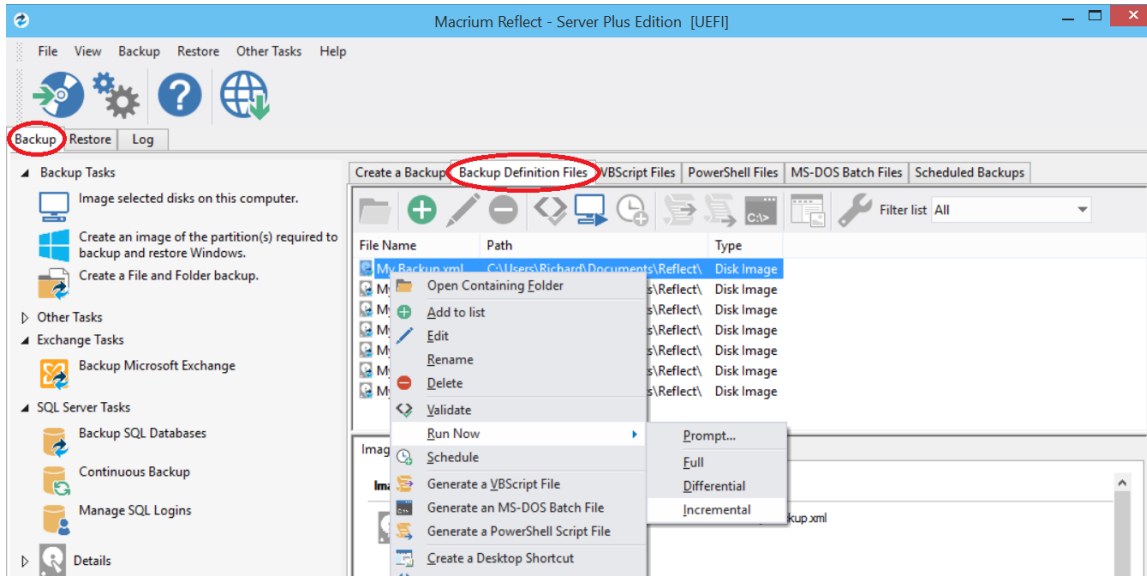 Macrium Reflect - Server Plus Edition [UEFI]
File View Backup Restore Other Tasks Help
Backup Restore Log
Backup Tasks
Image selected disks on this computer.
Create an image of the partition(s) required to
backup and restore Windows.
Create a File and Folder backup.
Other Tasks
Exchange Tasks
Backup Microsoft Exchange
SQL Server Tasks
Backup SQL Databases
Continuous Backup
Manage SQL Logins
Details
Create a Backup Backup Definition Files VBScript Files PowerShell Files MS-DOS Batch Files Scheduled Backups
C:\> Filter list All
File Name Path Type
My Backup.xml C:\Users\Richard\Documents\Reflect\ Disk Image
s\Reflect\ Disk Image
s\Reflect\ Disk Image
s\Reflect\ Disk Image
s\Reflect\ Disk Image
s\Reflect\ Disk Image
s\Reflect\ Disk Image
Open Containing Folder
Add to list
Edit
Rename
Delete
Validate
Run Now
Schedule
Generate a VBScript File
Generate an MS-DOS Batch File
Generate a PowerShell Script File
Create a Desktop Shortcut
Prompt...
Full
Differential
Incremental
kup.xml